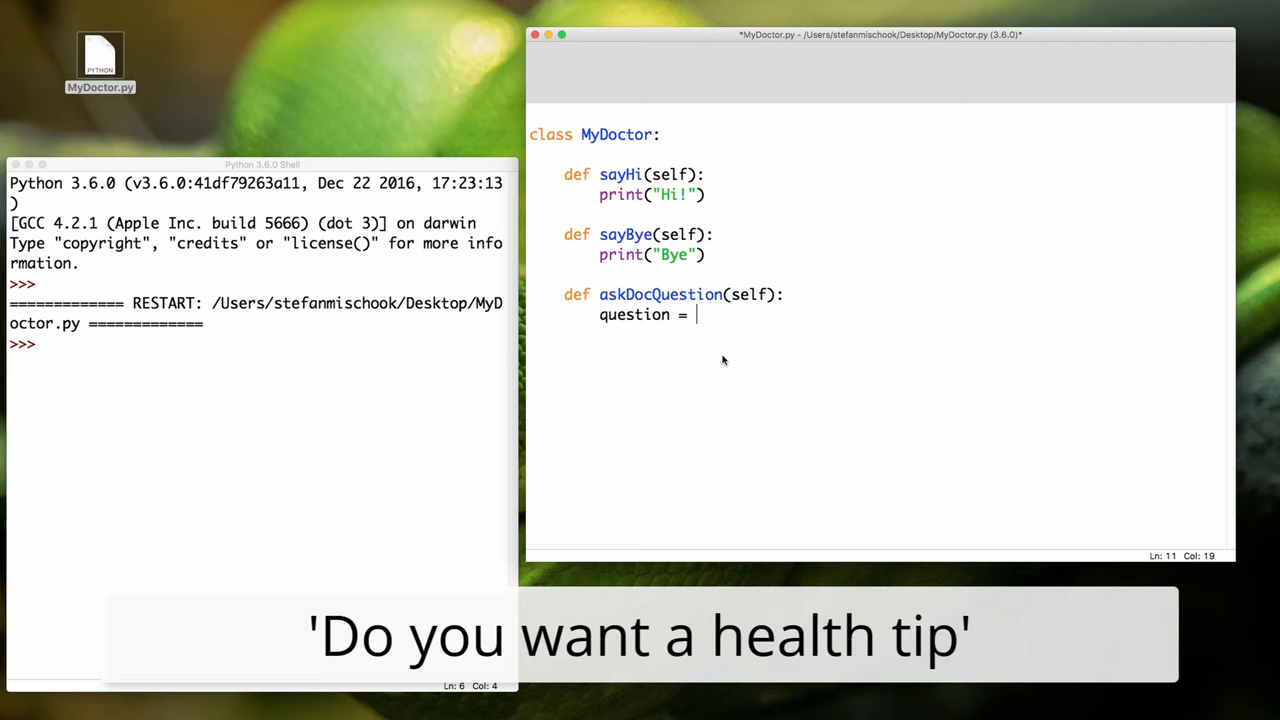 PYTHON
MyDoctor.py
*MyDoctor.py - /Users/stefanmischook/Desktop/MyDoctor.py (3.6.0)*
class MyDoctor:
def sayHi(self):
print("Hi!")
def sayBye(self):
print("Bye")
def askDocQuestion(self):
question =
Ln: 11 Col: 19
Python 3.6.0 Shell
Python 3.6.0 (v3.6.0:41df79263a11, Dec 22 2016, 17:23:13
)
[GCC 4.2.1 (Apple Inc. build 5666) (dot 3)] on darwin
Type "copyright", "credits" or "license()" for more info
rmation.
>>>
============= RESTART: /Users/stefanmischook/Desktop/MyD
octor.py =============
>>>
Ln: 6 Col: 4
'Do you want a health tip'